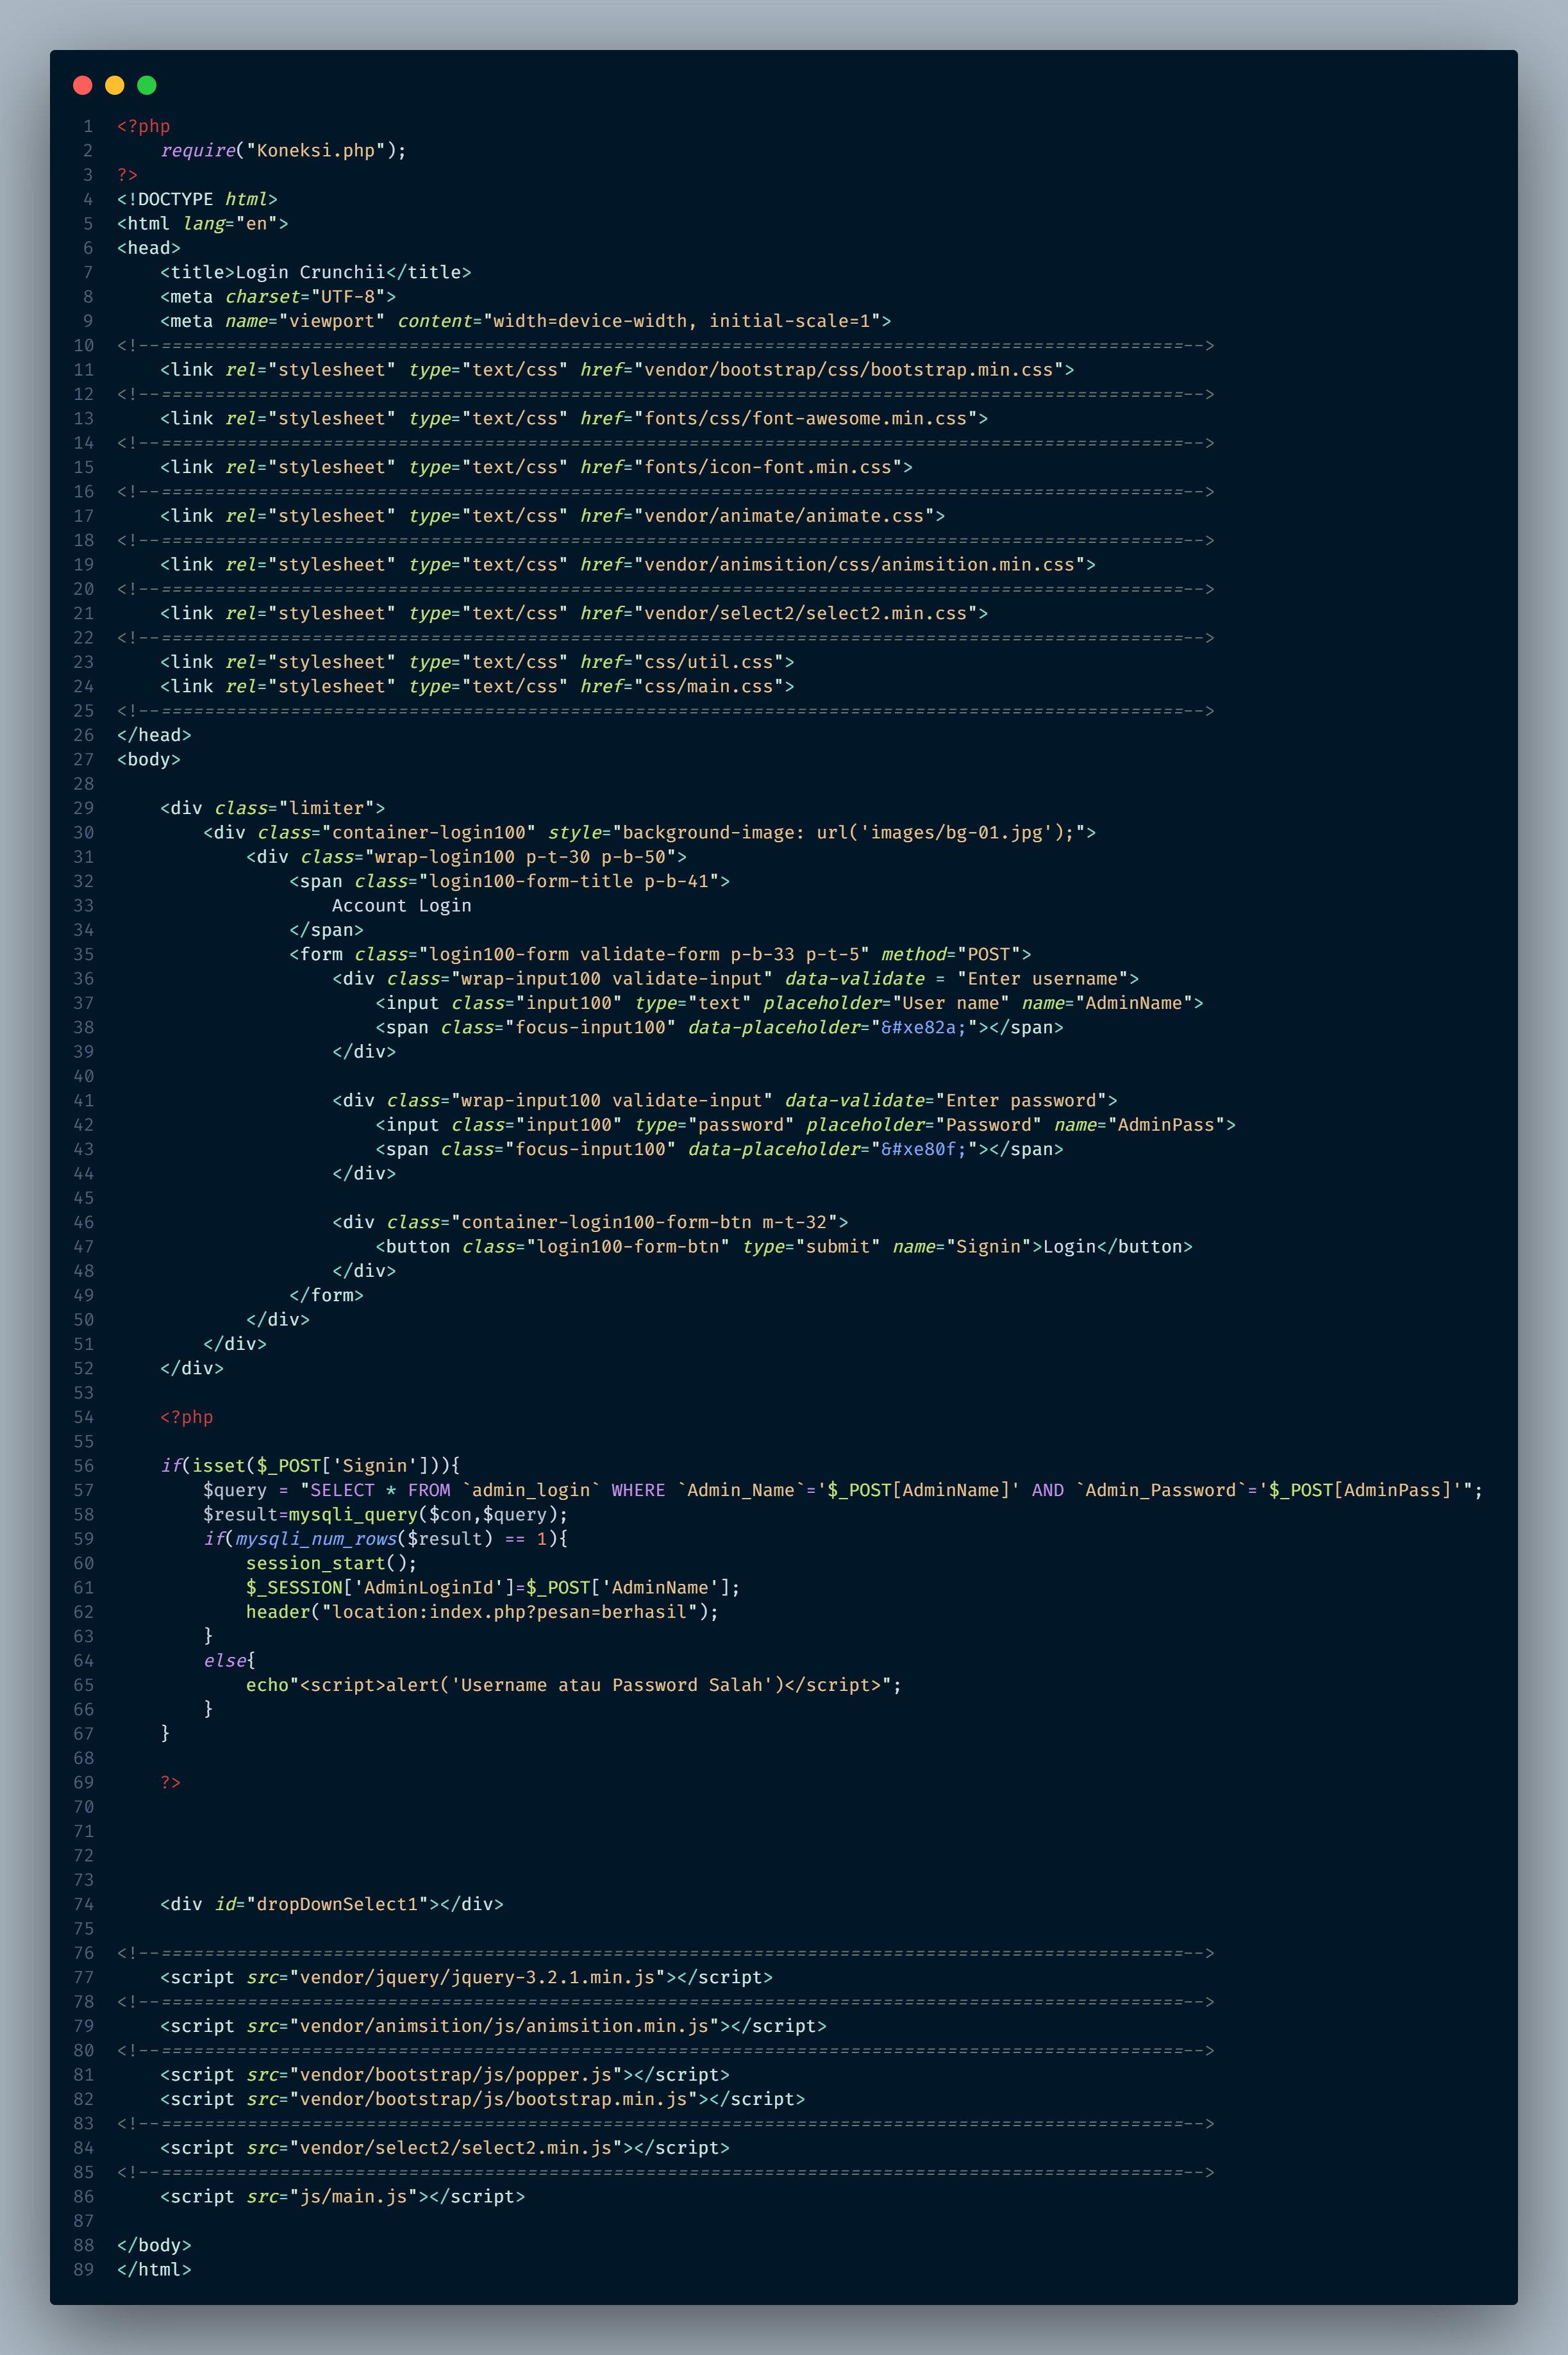 1 <?php
2     require("Koneksi.php");
3 ?>
4 <!DOCTYPE html>
5 <html lang="en">
6 <head>
7     <title>Login Crunchii</title>
8     <meta charset="UTF-8">
9     <meta name="viewport" content="width=device-width, initial-scale=1">
10 <!--===============================================================================================-->
11     <link rel="stylesheet" type="text/css" href="vendor/bootstrap/css/bootstrap.min.css">
12 <!--===============================================================================================-->
13     <link rel="stylesheet" type="text/css" href="fonts/css/font-awesome.min.css">
14 <!--===============================================================================================-->
15     <link rel="stylesheet" type="text/css" href="fonts/icon-font.min.css">
16 <!--===============================================================================================-->
17     <link rel="stylesheet" type="text/css" href="vendor/animate/animate.css">
18 <!--===============================================================================================-->
19     <link rel="stylesheet" type="text/css" href="vendor/animsition/css/animsition.min.css">
20 <!--===============================================================================================-->
21     <link rel="stylesheet" type="text/css" href="vendor/select2/select2.min.css">
22 <!--===============================================================================================-->
23     <link rel="stylesheet" type="text/css" href="css/util.css">
24     <link rel="stylesheet" type="text/css" href="css/main.css">
25 <!--===============================================================================================-->
26 </head>
27 <body>
28
29     <div class="limiter">
30         <div class="container-login100" style="background-image: url('images/bg-01.jpg');">
31             <div class="wrap-login100 p-t-30 p-b-50">
32                 <span class="login100-form-title p-b-41">
33                     Account Login
34                 </span>
35                 <form class="login100-form validate-form p-b-33 p-t-5" method="POST">
36                     <div class="wrap-input100 validate-input" data-validate = "Enter username">
37                         <input class="input100" type="text" placeholder="User name" name="AdminName">
38                         <span class="focus-input100" data-placeholder="&#xe82a;"></span>
39                     </div>
40
41                     <div class="wrap-input100 validate-input" data-validate="Enter password">
42                         <input class="input100" type="password" placeholder="Password" name="AdminPass">
43                         <span class="focus-input100" data-placeholder="&#xe80f;"></span>
44                     </div>
45
46                     <div class="container-login100-form-btn m-t-32">
47                         <button class="login100-form-btn" type="submit" name="Signin">Login</button>
48                     </div>
49                 </form>
50             </div>
51         </div>
52     </div>
53
54     <?php
55
56     if(isset($_POST['Signin'])){
57         $query = "SELECT * FROM `admin_login` WHERE `Admin_Name`='$_POST[AdminName]' AND `Admin_Password`='$_POST[AdminPass]'";
58         $result=mysqli_query($con,$query);
59         if(mysqli_num_rows($result) == 1){
60             session_start();
61             $_SESSION['AdminLoginId']=$_POST['AdminName'];
62             header("location:index.php?pesan=berhasil");
63         }
64         else{
65             echo"<script>alert('Username atau Password Salah')</script>";
66         }
67     }
68
69     ?>
70
71
72
73
74     <div id="dropDownSelect1"></div>
75
76 <!--===============================================================================================-->
77     <script src="vendor/jquery/jquery-3.2.1.min.js"></script>
78 <!--===============================================================================================-->
79     <script src="vendor/animsition/js/animsition.min.js"></script>
80 <!--===============================================================================================-->
81     <script src="vendor/bootstrap/js/popper.js"></script>
82     <script src="vendor/bootstrap/js/bootstrap.min.js"></script>
83 <!--===============================================================================================-->
84     <script src="vendor/select2/select2.min.js"></script>
85 <!--===============================================================================================-->
86     <script src="js/main.js"></script>
87
88 </body>
89 </html>